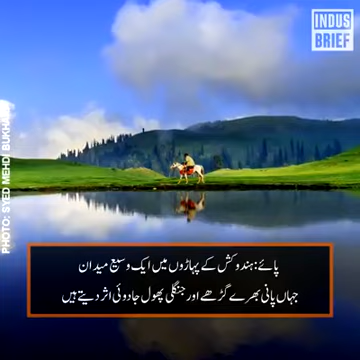 INDUS
BRIEF
PHOTO: SYED MEHDI BUKHARI
پائے: ہندوکش کے پہاڑوں میں ایک وسیع میدان
جہاں پانی بھرے گڑھے اور جنگلی پھول جادوئی اثر دیتے ہیں